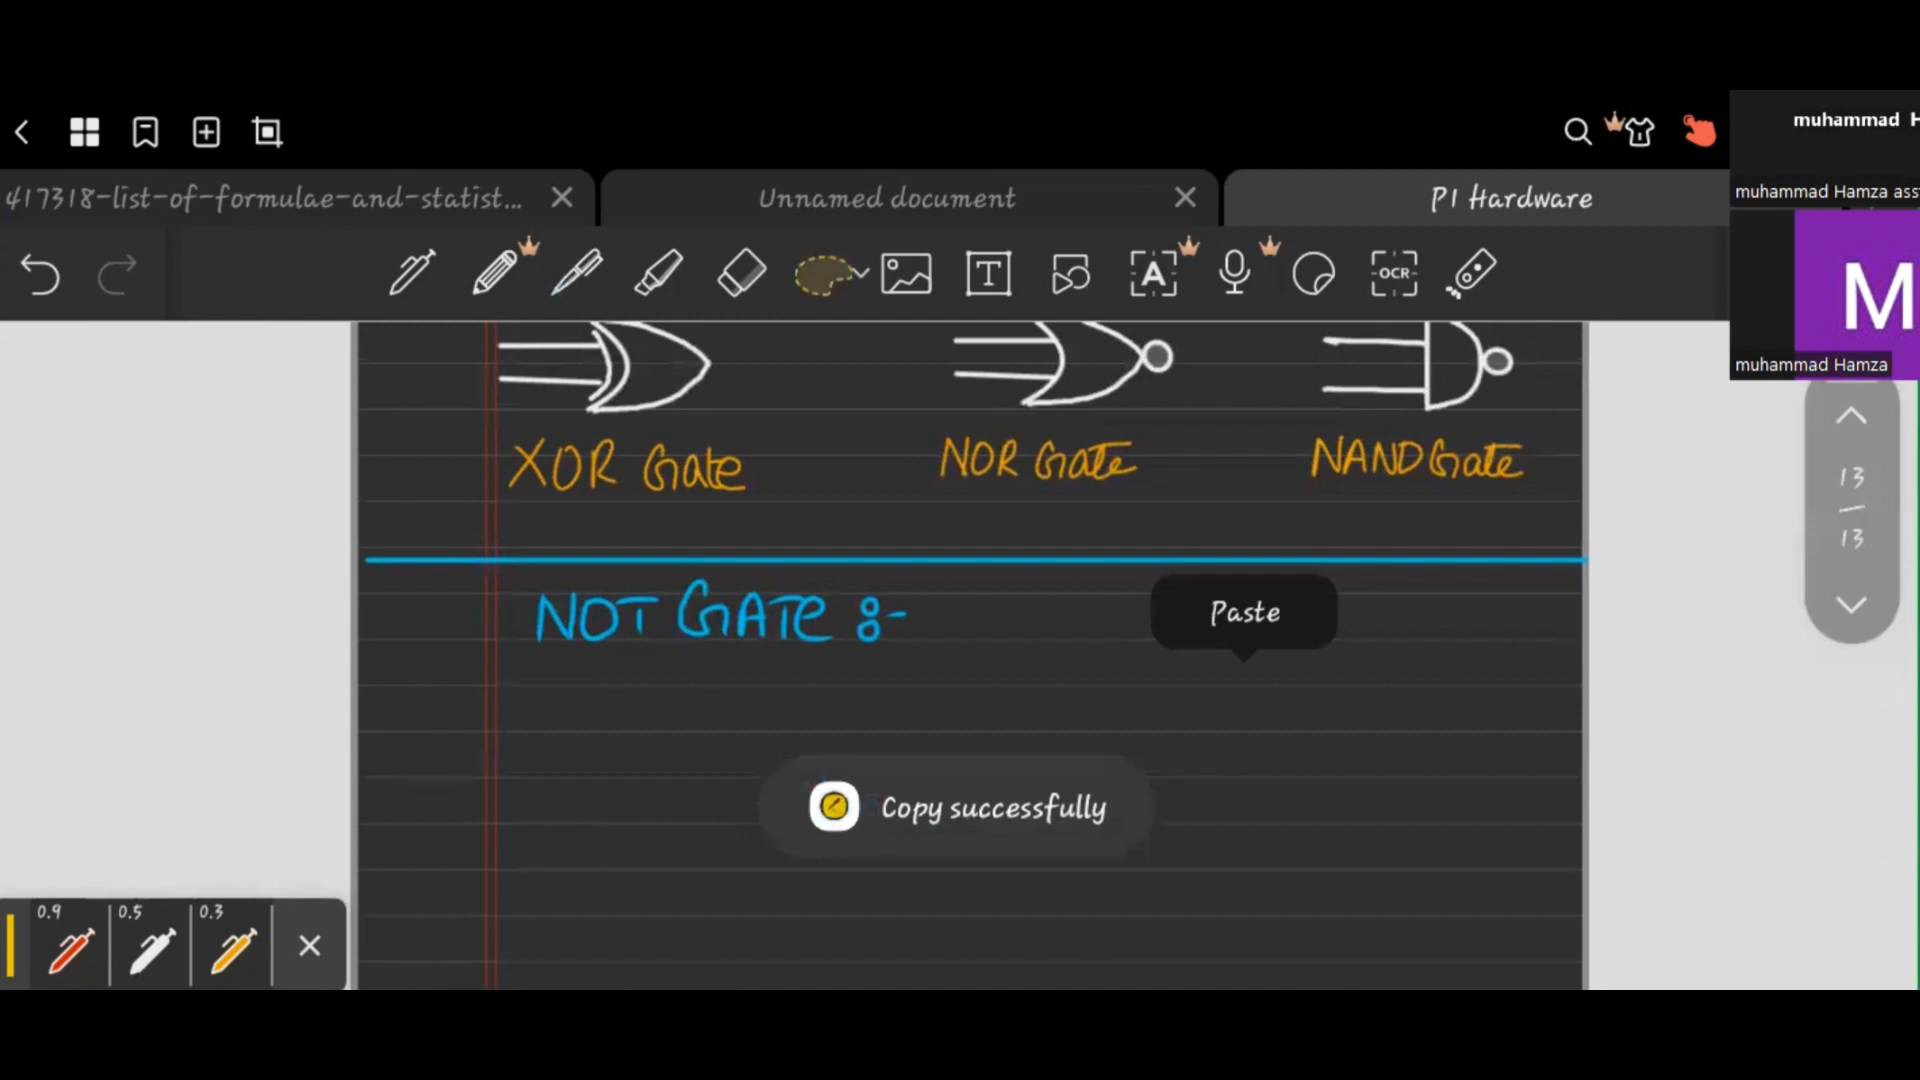 muhammad H
muhammad Hamza ass
417318-list-of-formulae-and-statist...
Unnamed document
P1 Hardware
T
A
OCR
M
muhammad Hamza
XOR Gate
NOR Gate
NAND Gate
13
13
NOT GATE :-
Paste
Copy successfully
0.9
0.5
0.3